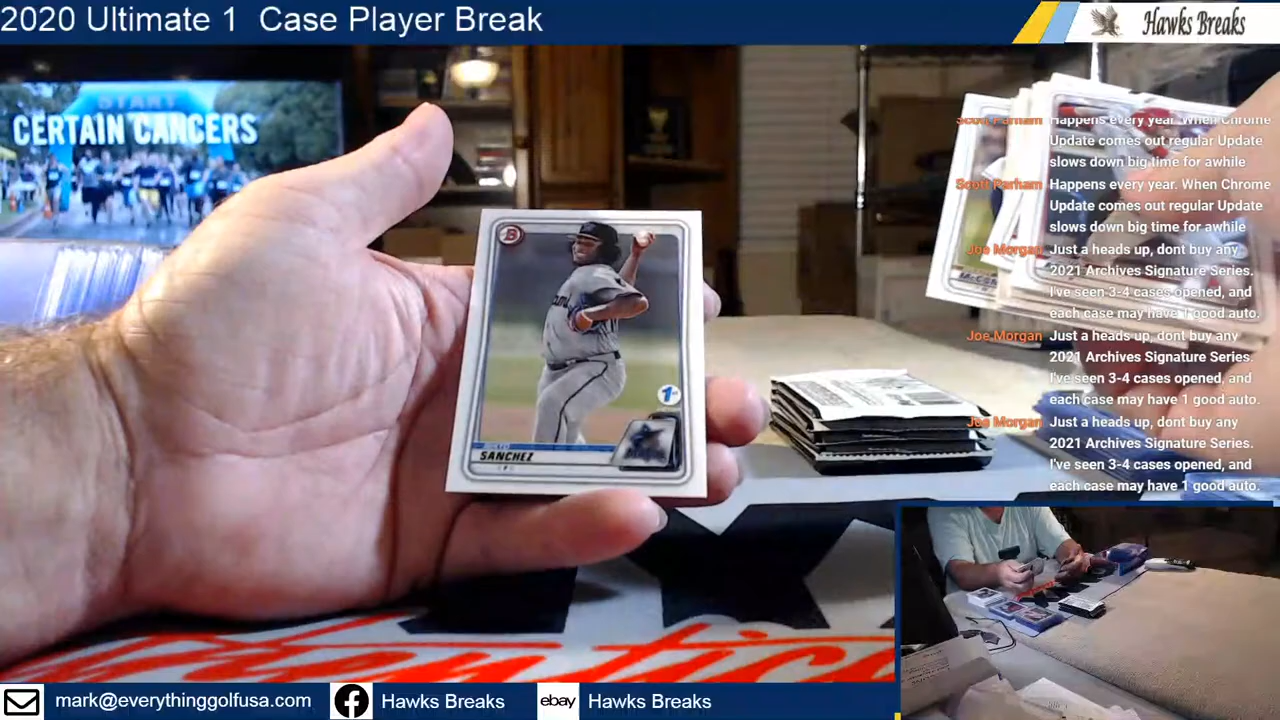 2020 Ultimate 1 Case Player Break
Hawks Breaks
START
CERTAIN CANCERS
Scott Parham Happens every year. When Chrome
Update comes out regular Update
slows down big time for awhile
Scott Parham Happens every year. When Chrome
Update comes out regular Update
slows down big time for awhile
Joe Morgan Just a heads up, dont buy any
2021 Archives Signature Series.
I've seen 3-4 cases opened, and
each case may have 1 good auto.
Joe Morgan Just a heads up, dont buy any
2021 Archives Signature Series.
I've seen 3-4 cases opened, and
each case may have 1 good auto.
Joe Morgan Just a heads up, dont buy any
2021 Archives Signature Series.
I've seen 3-4 cases opened, and
each case may have 1 good auto.
B
1st
SANCHEZ
mark@everythinggolfusa.com
Hawks Breaks
ebay
Hawks Breaks